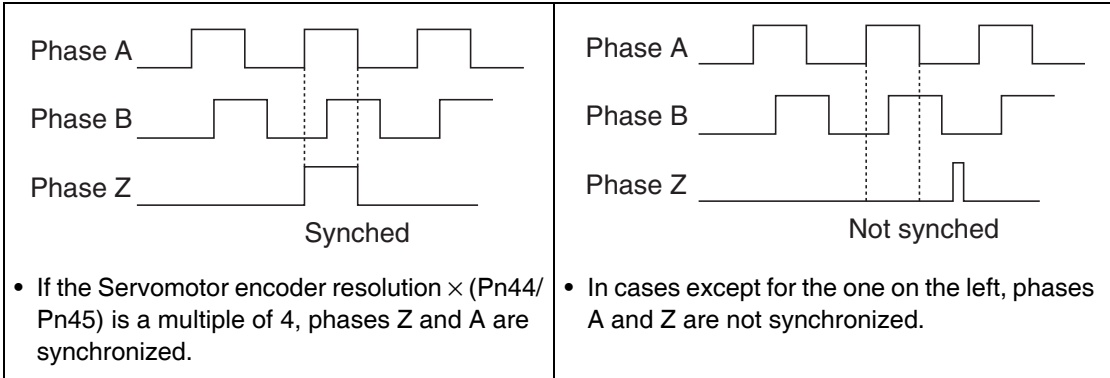 Phase A
Phase B
Phase Z
Synched
• If the Servomotor encoder resolution × (Pn44/
Pn45) is a multiple of 4, phases Z and A are
synchronized.
Phase A
Phase B
Phase Z
Not synched
• In cases except for the one on the left, phases
A and Z are not synchronized.